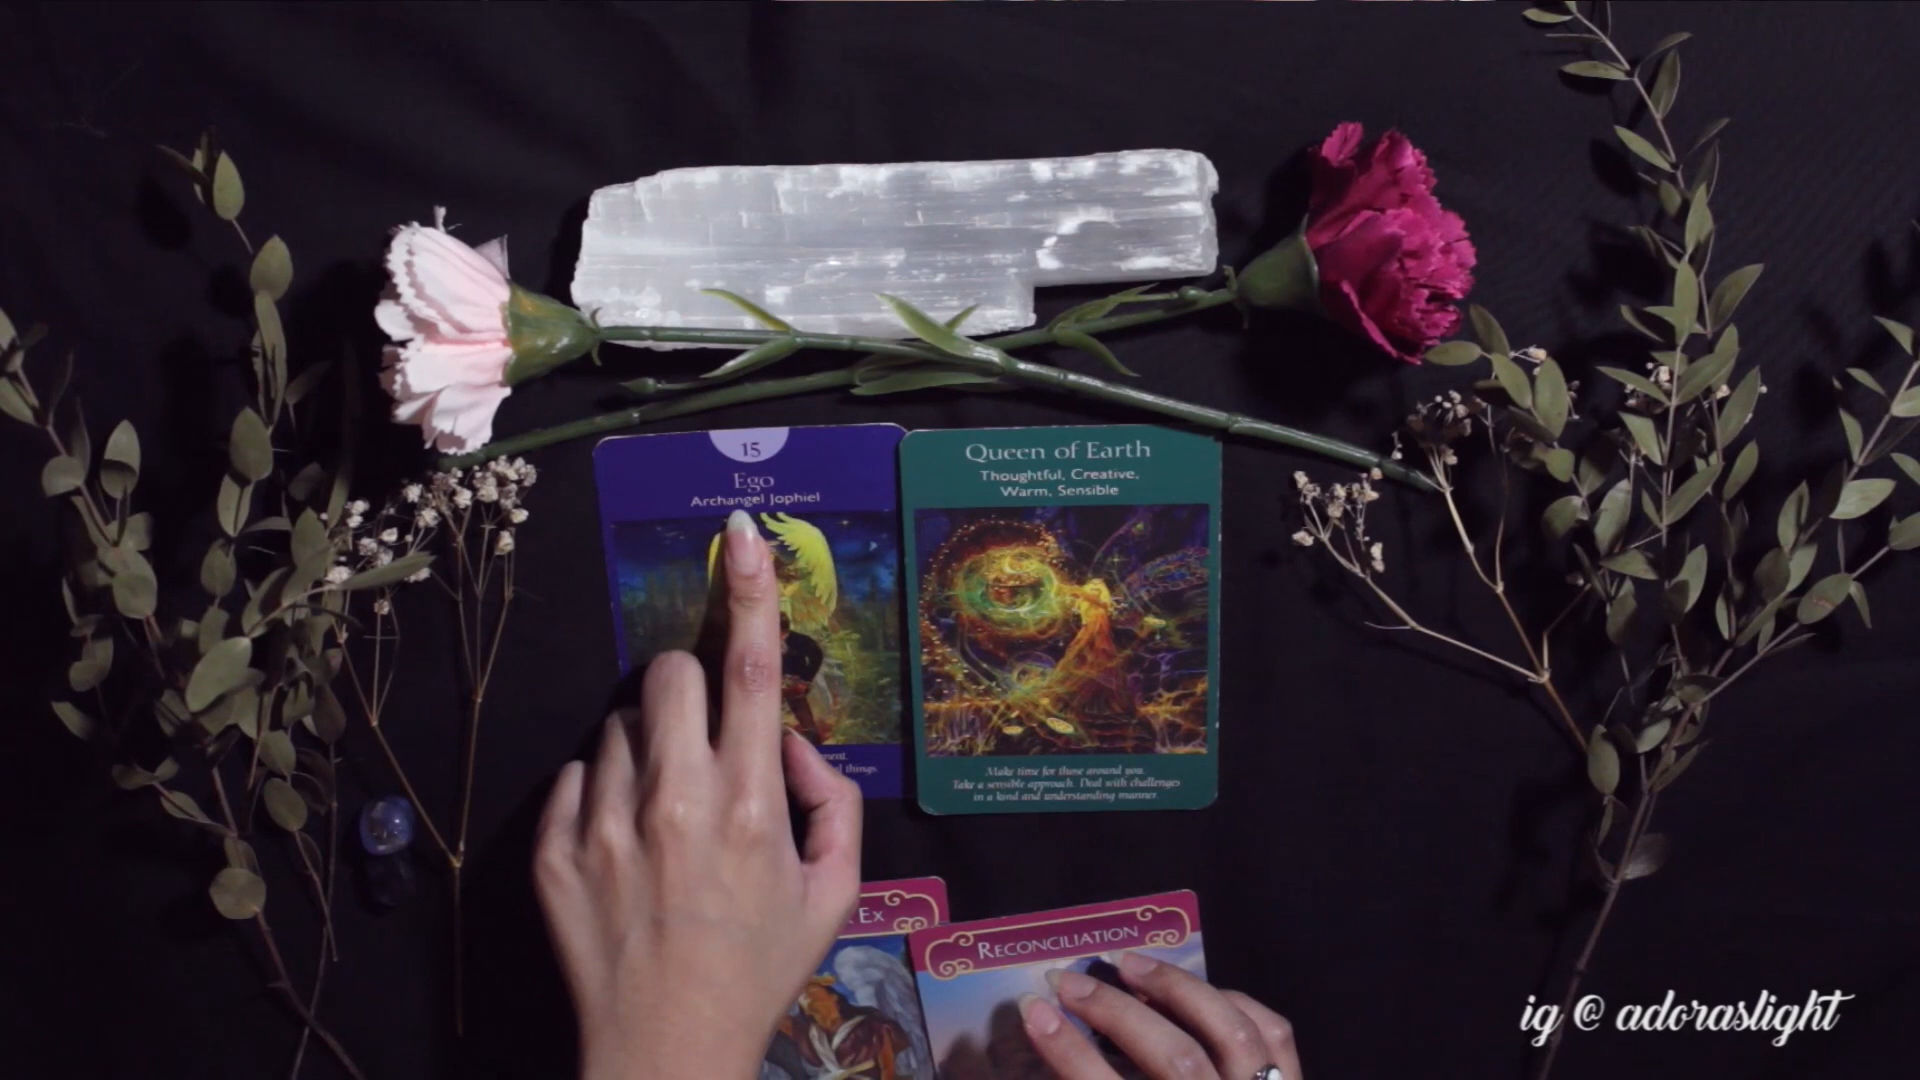 15
Ego
Archangel Jophiel
Queen of Earth
Thoughtful, Creative,
Warm, Sensible
things.
Make time for those around you.
Take a sensible approach. Deal with challenges
in a kind and understanding manner.
Ex
RECONCILIATION
ig @ adoraslight